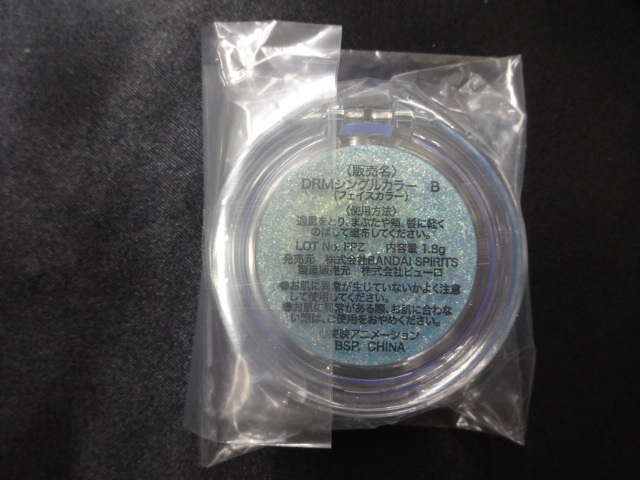 〈販売名〉
DRMシングルカラー B
(フェイスカラー)
〈使用方法〉
適量をとり、まぶたや頬、唇に軽く
のばして塗布してください。
LOT No. FPZ 内容量 1.8g
発売元 株式会社BANDAI SPIRITS
製造販売元 株式会社ピューロ
●お肌に異常が生じていないかよく注意
して使用してください。
●お肌に異常がある際、お肌に合わな
い際は、ご使用をおやめください。
©東映アニメーション
BSP, CHINA